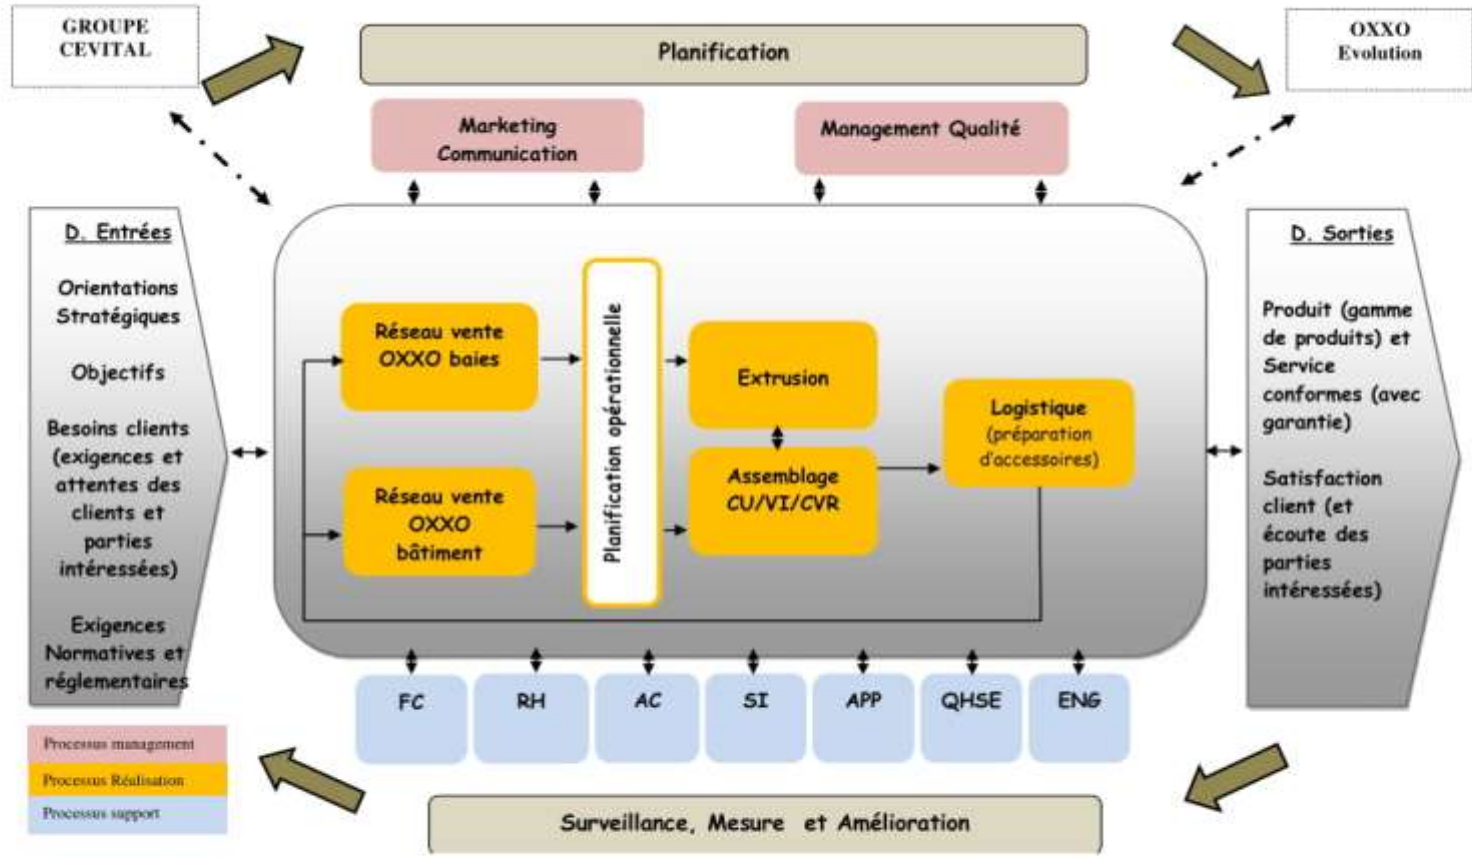 GROUPE
CEVITAL
Planification
OXXO
Evolution
Marketing
Communication
Management Qualité
D. Entrées
Orientations
Stratégiques
Objectifs
Besoins clients
(exigences et
attentes des
clients et
parties
intéressées)
Exigences
Normatives et
réglementaires
Réseau vente
OXXO baies
Réseau vente
OXXO
bâtiment
Planification opérationnelle
Extrusion
Assemblage
CU/VI/CVR
Logistique
(préparation
d'accessoires)
D. Sorties
Produit (gamme
de produits) et
Service
conformes (avec
garantie)
Satisfaction
client (et
écoute des
parties
intéressées)
FC
RH
AC
SI
APP
QHSE
ENG
Processus management
Processus Réalisation
Processus support
Surveillance, Mesure et Amélioration